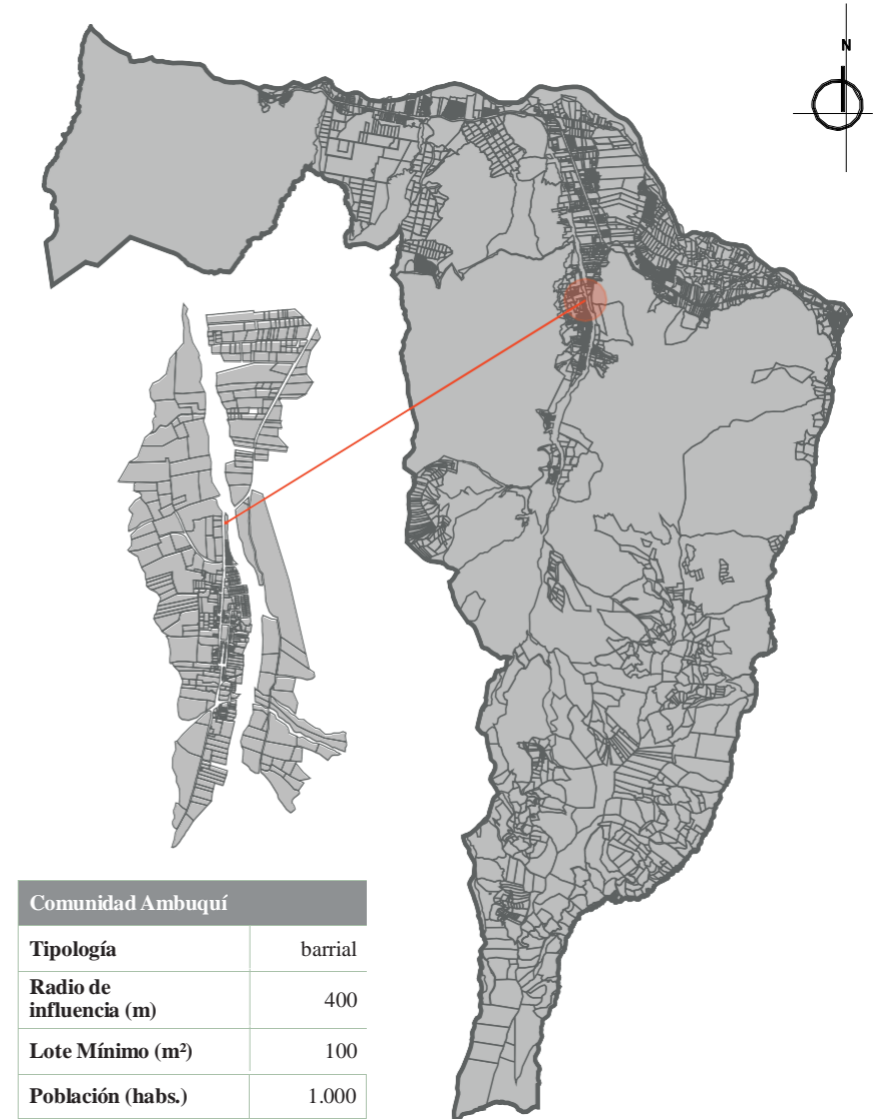 N
Comunidad Ambuquí
Tipología barrial
Radio de
influencia (m) 400
Lote Mínimo (m²) 100
Población (habs.) 1.000